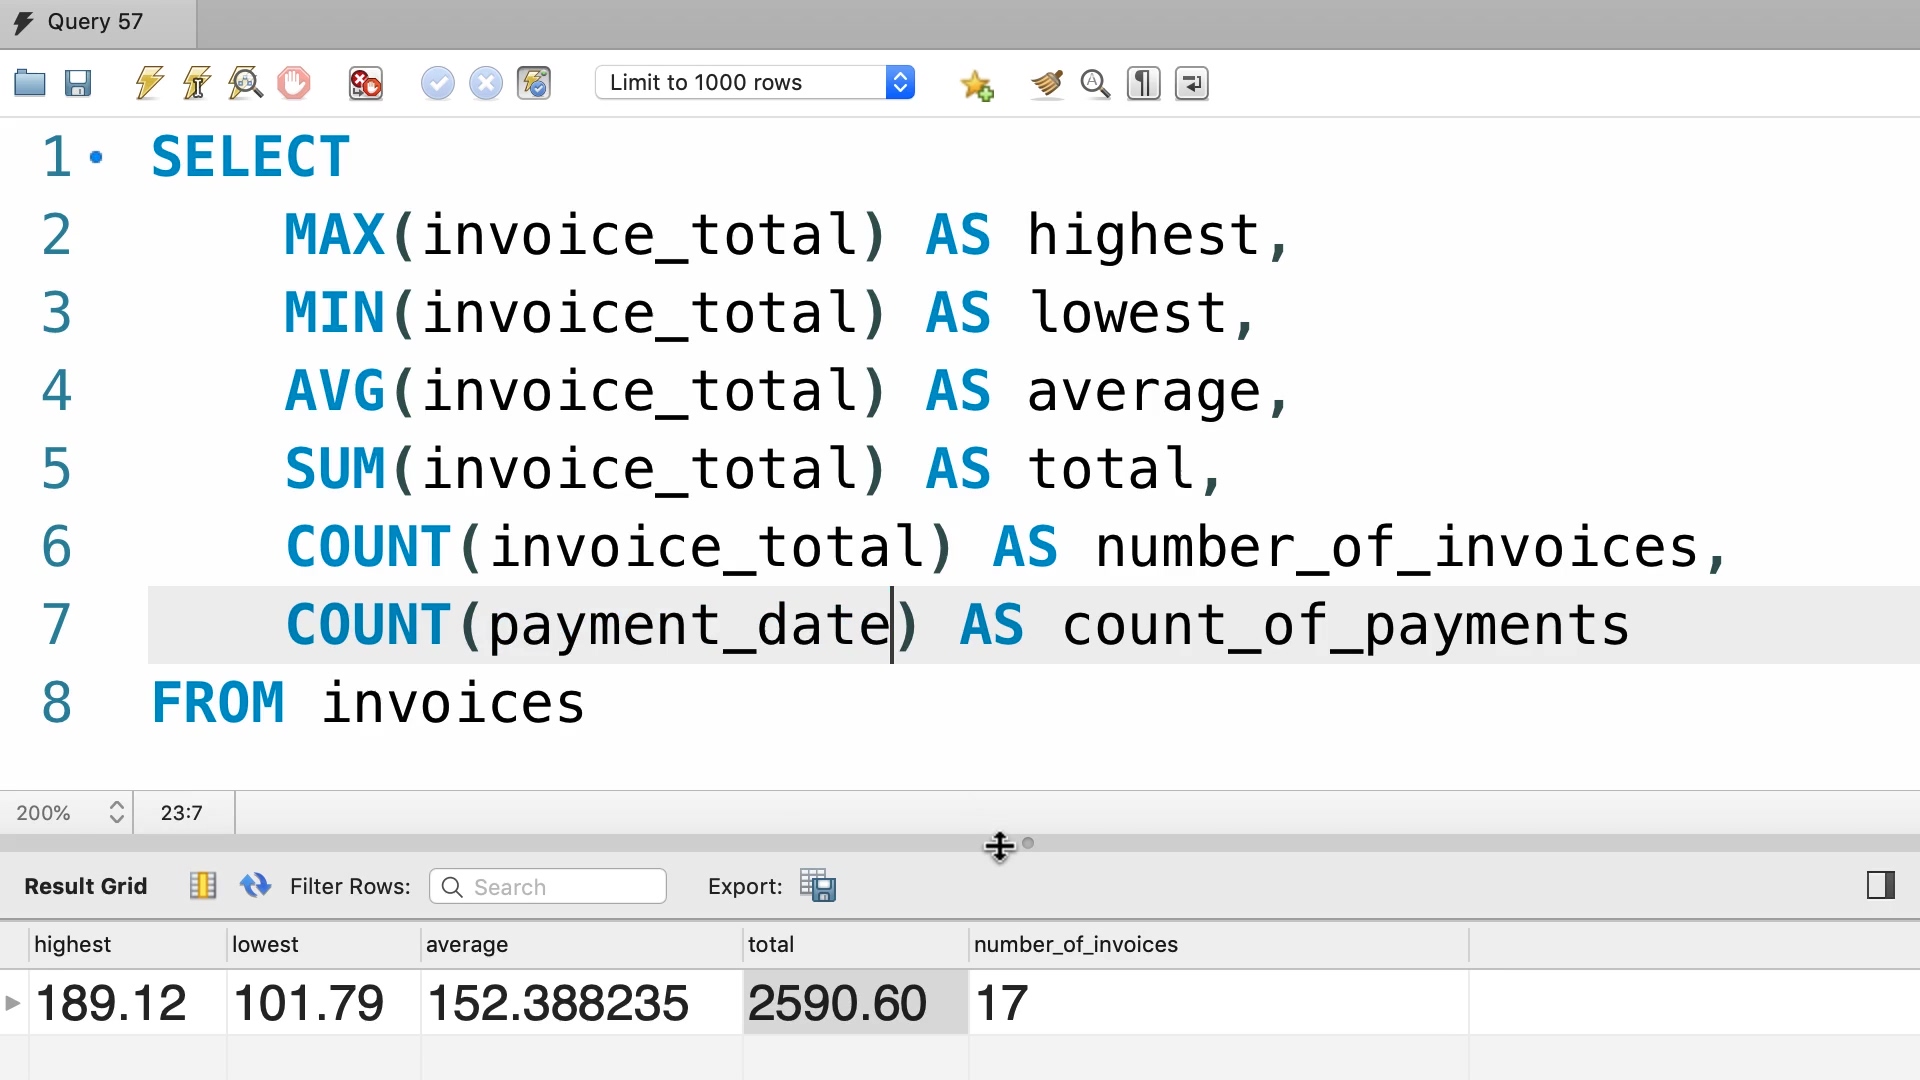 Query 57
Limit to 1000 rows
1 SELECT
2 MAX(invoice_total) AS highest,
3 MIN(invoice_total) AS lowest,
4 AVG(invoice_total) AS average,
5 SUM(invoice_total) AS total,
6 COUNT(invoice_total) AS number_of_invoices,
7 COUNT(payment_date) AS count_of_payments
8 FROM invoices
200% 23:7
Result Grid Filter Rows: Search Export:
highest lowest average total number_of_invoices
189.12 101.79 152.388235 2590.60 17